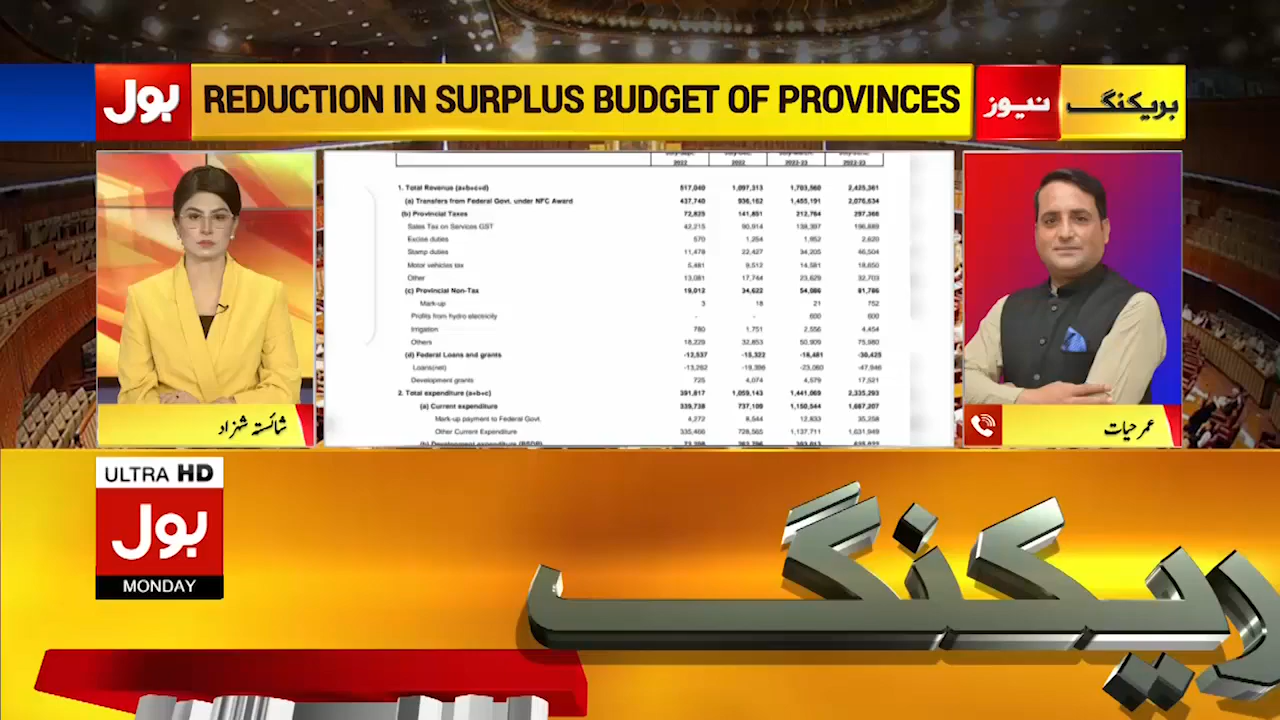 بول
REDUCTION IN SURPLUS BUDGET OF PROVINCES
نیوز
بریکنگ
2022 2022 2022-23 2022-23
1. Total Revenue (a+b+c+d) 517,040 1,097,313 1,703,560 2,425,361
(a) Transfers from Federal Govt. under NFC Award 437,740 936,162 1,455,191 2,076,634
(b) Provincial Taxes 72,825 141,851 212,764 297,366
Sales Tax on Services GST 42,215 90,914 138,397 196,889
Excise duties 570 1,254 1,952 2,620
Stamp duties 11,478 22,427 34,205 46,504
Motor vehicles tax 5,481 9,512 14,581 18,650
Other 13,081 17,744 23,629 32,703
(c) Provincial Non-Tax 19,012 34,622 54,086 81,786
Mark-up 3 18 21 752
Profits from hydro electricity - - 600 600
Irrigation 780 1,751 2,556 4,454
Others 18,229 32,853 50,909 75,980
(d) Federal Loans and grants -12,537 -15,322 -18,481 -30,425
Loans(net) -13,262 -19,396 -23,060 -47,946
Development grants 725 4,074 4,579 17,521
2. Total expenditure (a+b+c) 391,817 1,059,143 1,441,069 2,335,293
(a) Current expenditure 339,738 737,109 1,150,544 1,667,207
Mark-up payment to Federal Govt. 4,272 8,544 12,833 35,258
Other Current Expenditure 335,466 728,565 1,137,711 1,631,949
شائستہ شہزاد
عمر حیات
ULTRA HD
بول
MONDAY
ریکنگ